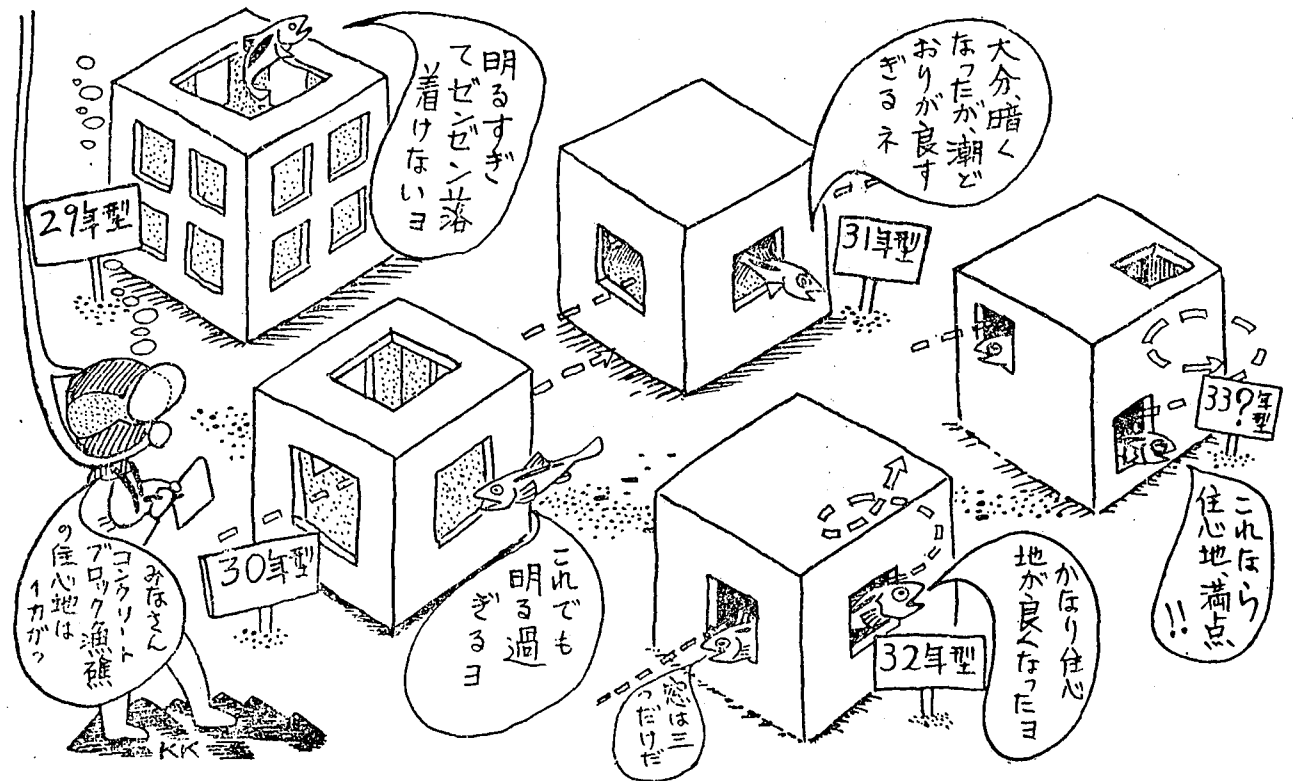 29年型
明るすぎ
てゼンゼン落
着けないヨ
大分、暗く
なったが、潮ど
おりが良す
ぎるネ
31年型
33?年型
これなら
住心地、満点
!!
30年型
これでも
明る過
ぎるヨ
32年型
かなり住心
地が良くなったヨ
窓は三
つだけだ
みなさん
コンクリート
ブロック魚礁
の住心地は
イカがっ
KK